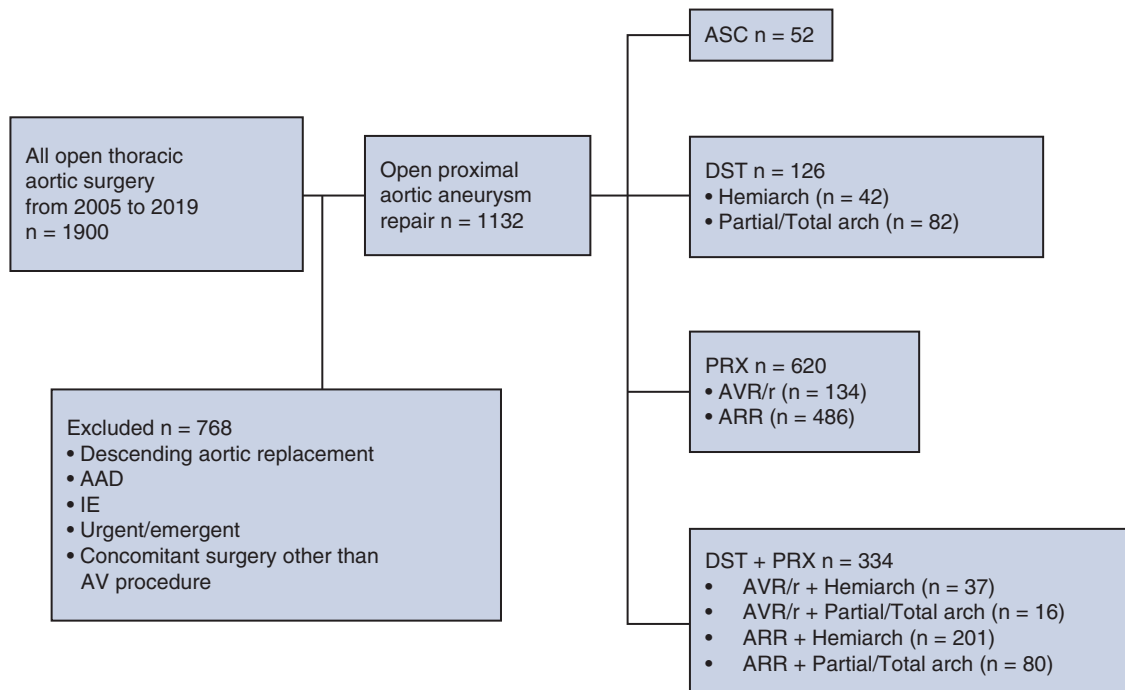 All open thoracic
aortic surgery
from 2005 to 2019
n = 1900
Open proximal
aortic aneurysm
repair n = 1132
Excluded n = 768
• Descending aortic replacement
• AAD
• IE
• Urgent/emergent
• Concomitant surgery other than
AV procedure
ASC n = 52
DST n = 126
• Hemiarch (n = 42)
• Partial/Total arch (n = 82)
PRX n = 620
• AVR/r (n = 134)
• ARR (n = 486)
DST + PRX n = 334
• AVR/r + Hemiarch (n = 37)
• AVR/r + Partial/Total arch (n = 16)
• ARR + Hemiarch (n = 201)
• ARR + Partial/Total arch (n = 80)